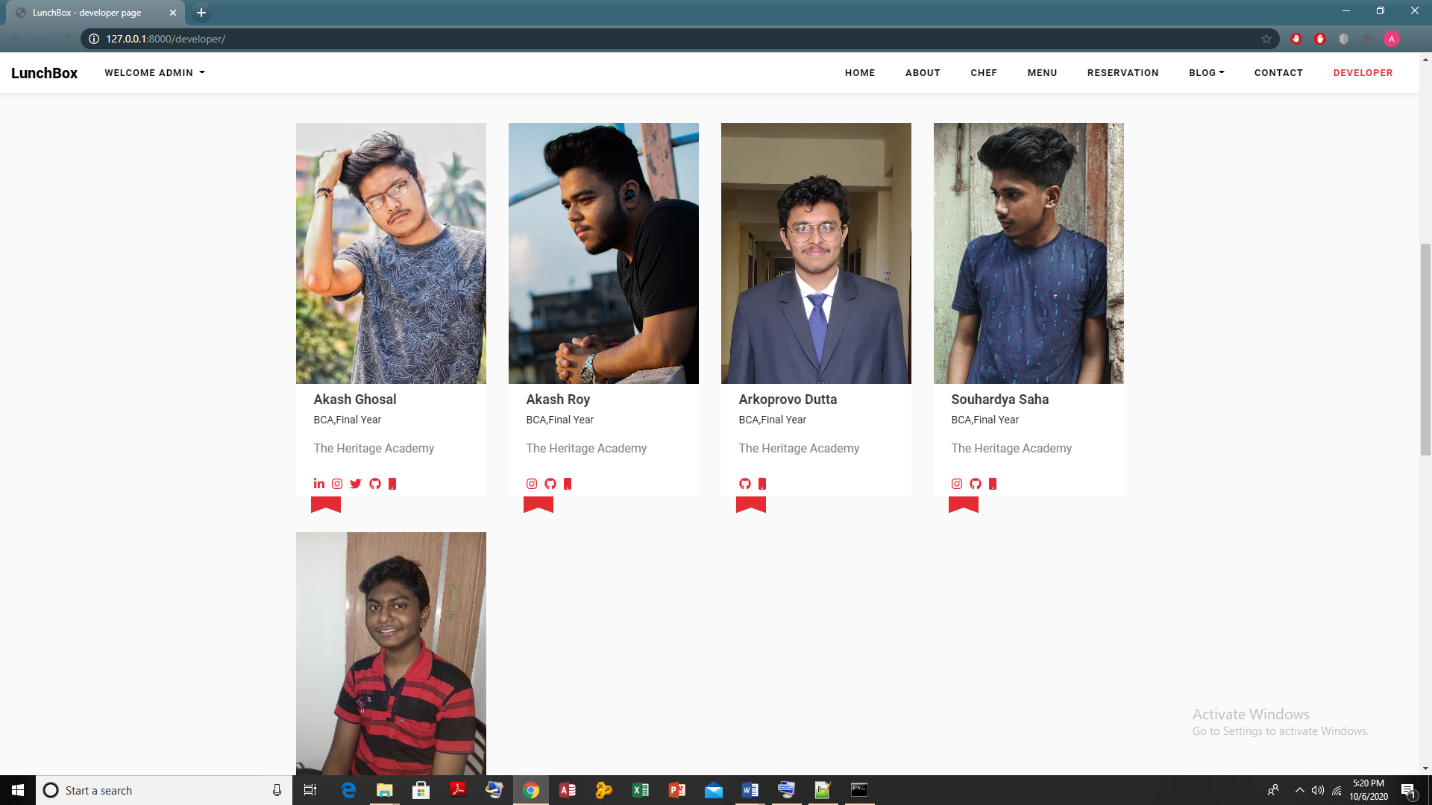 LunchBox - developer page
127.0.0.1:8000/developer/
A
LunchBox
WELCOME ADMIN
HOME
ABOUT
CHEF
MENU
RESERVATION
BLOG
CONTACT
DEVELOPER
Akash Ghosal
BCA,Final Year
The Heritage Academy
Akash Roy
BCA,Final Year
The Heritage Academy
Arkoprovo Dutta
BCA,Final Year
The Heritage Academy
Souhardya Saha
BCA,Final Year
The Heritage Academy
Activate Windows
Go to Settings to activate Windows.
Start a search
5:20 PM
10/6/2020
1